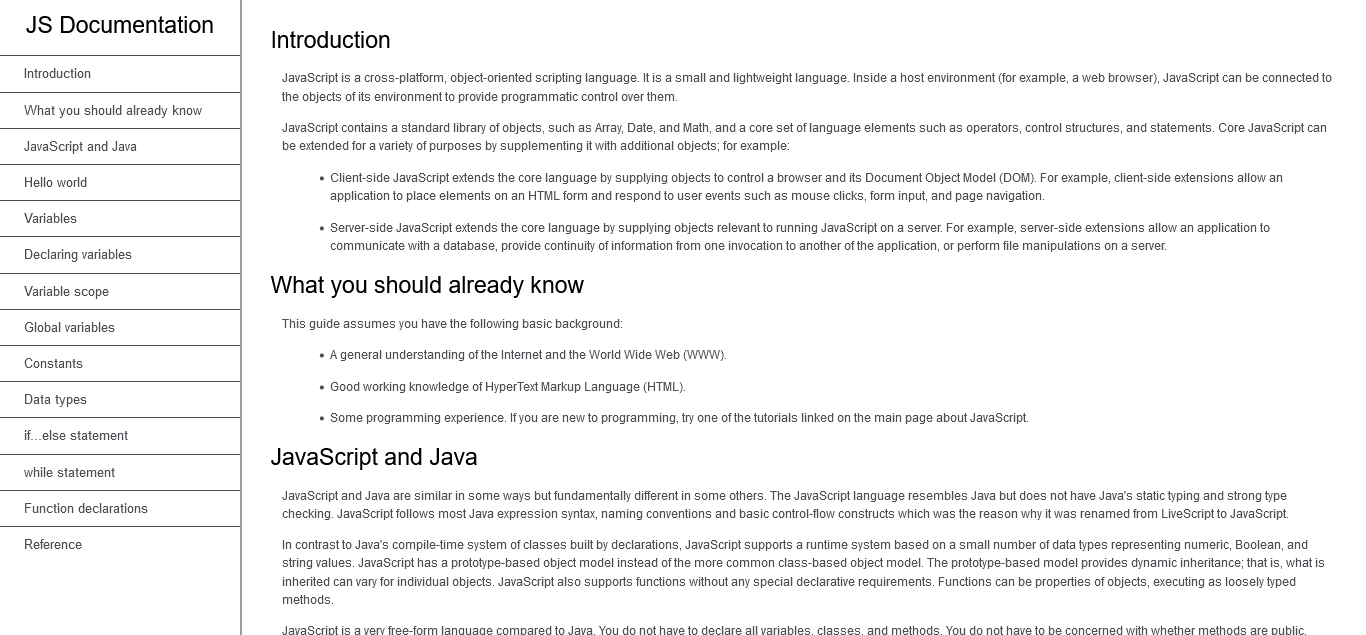 JS Documentation
Introduction
What you should already know
JavaScript and Java
Hello world
Variables
Declaring variables
Variable scope
Global variables
Constants
Data types
if...else statement
while statement
Function declarations
Reference
Introduction
JavaScript is a cross-platform, object-oriented scripting language. It is a small and lightweight language. Inside a host environment (for example, a web browser), JavaScript can be connected to
the objects of its environment to provide programmatic control over them.
JavaScript contains a standard library of objects, such as Array, Date, and Math, and a core set of language elements such as operators, control structures, and statements. Core JavaScript can
be extended for a variety of purposes by supplementing it with additional objects; for example:
• Client-side JavaScript extends the core language by supplying objects to control a browser and its Document Object Model (DOM). For example, client-side extensions allow an
application to place elements on an HTML form and respond to user events such as mouse clicks, form input, and page navigation.
• Server-side JavaScript extends the core language by supplying objects relevant to running JavaScript on a server. For example, server-side extensions allow an application to
communicate with a database, provide continuity of information from one invocation to another of the application, or perform file manipulations on a server.
What you should already know
This guide assumes you have the following basic background:
• A general understanding of the Internet and the World Wide Web (WWW).
• Good working knowledge of HyperText Markup Language (HTML).
• Some programming experience. If you are new to programming, try one of the tutorials linked on the main page about JavaScript.
JavaScript and Java
JavaScript and Java are similar in some ways but fundamentally different in some others. The JavaScript language resembles Java but does not have Java's static typing and strong type
checking. JavaScript follows most Java expression syntax, naming conventions and basic control-flow constructs which was the reason why it was renamed from LiveScript to JavaScript.
In contrast to Java's compile-time system of classes built by declarations, JavaScript supports a runtime system based on a small number of data types representing numeric, Boolean, and
string values. JavaScript has a prototype-based object model instead of the more common class-based object model. The prototype-based model provides dynamic inheritance; that is, what is
inherited can vary for individual objects. JavaScript also supports functions without any special declarative requirements. Functions can be properties of objects, executing as loosely typed
methods.
JavaScript is a very free-form language compared to Java. You do not have to declare all variables, classes, and methods. You do not have to be concerned with whether methods are public,